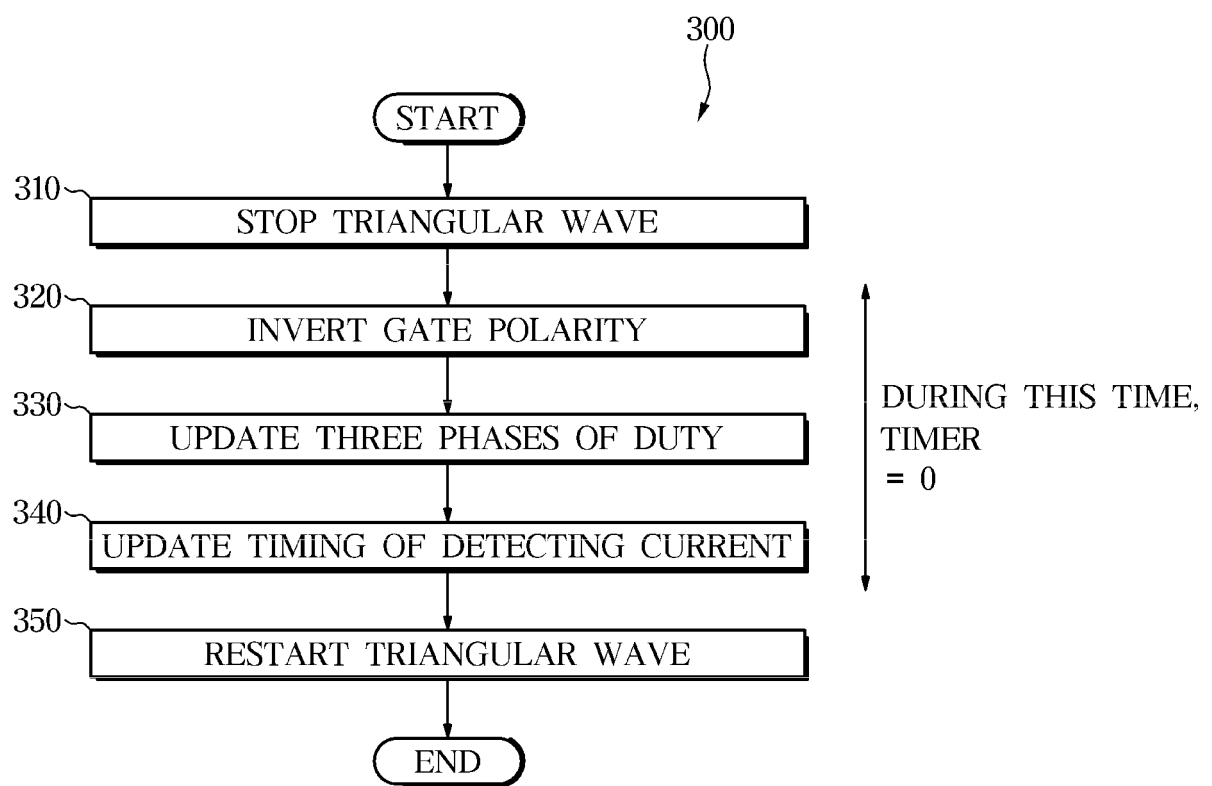 300
START
310
STOP TRIANGULAR WAVE
320
INVERT GATE POLARITY
330
UPDATE THREE PHASES OF DUTY
DURING THIS TIME,
TIMER
= 0
340
UPDATE TIMING OF DETECTING CURRENT
350
RESTART TRIANGULAR WAVE
END